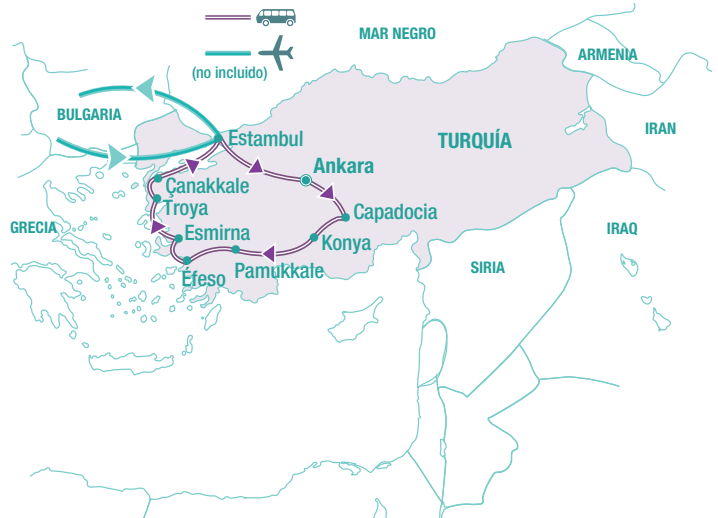 MAR NEGRO
(no incluido)
ARMENIA
BULGARIA
Estambul
TURQUÍA
IRAN
Ankara
Çanakkale
Troya
Capadocia
GRECIA
Esmirna
Konya
IRAQ
Pamukkale
Éfeso
SIRIA